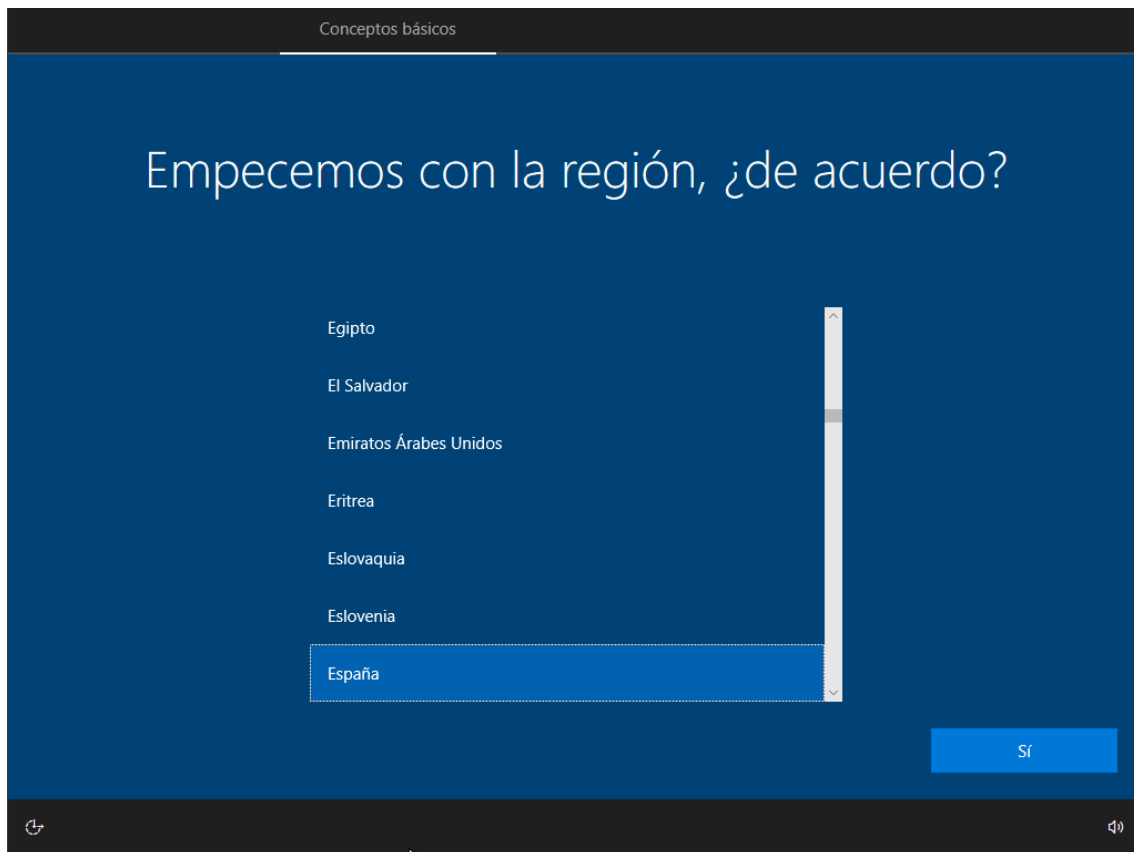 Conceptos básicos
Empecemos con la región, ¿de acuerdo?
Egipto
El Salvador
Emiratos Árabes Unidos
Eritrea
Eslovaquia
Eslovenia
España
Sí